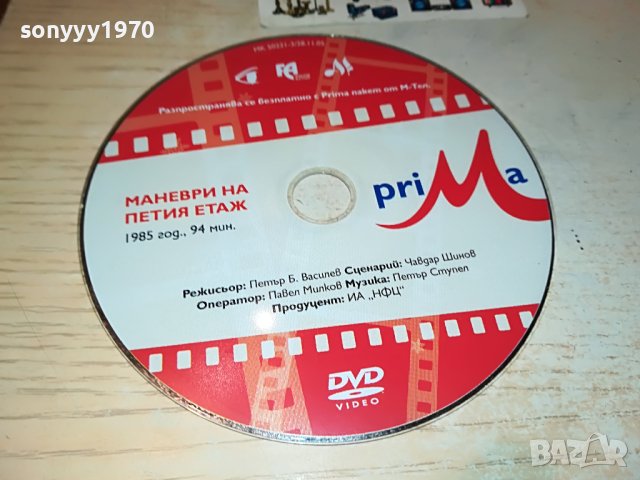 sonyyy1970
Разпространява се безплатно с Prima пакет от М-Тел.
МАНЕВРИ НА
ПЕТИЯ ЕТАЖ
1985 год., 94 мин.
priMa
Режисьор: Петър Б. Василев Сценарий: Чавдар Шинов
Оператор: Павел Милков Музика: Петър Ступел
Продуцент: ИА „НФЦ“
DVD
VIDEO
BAZAR